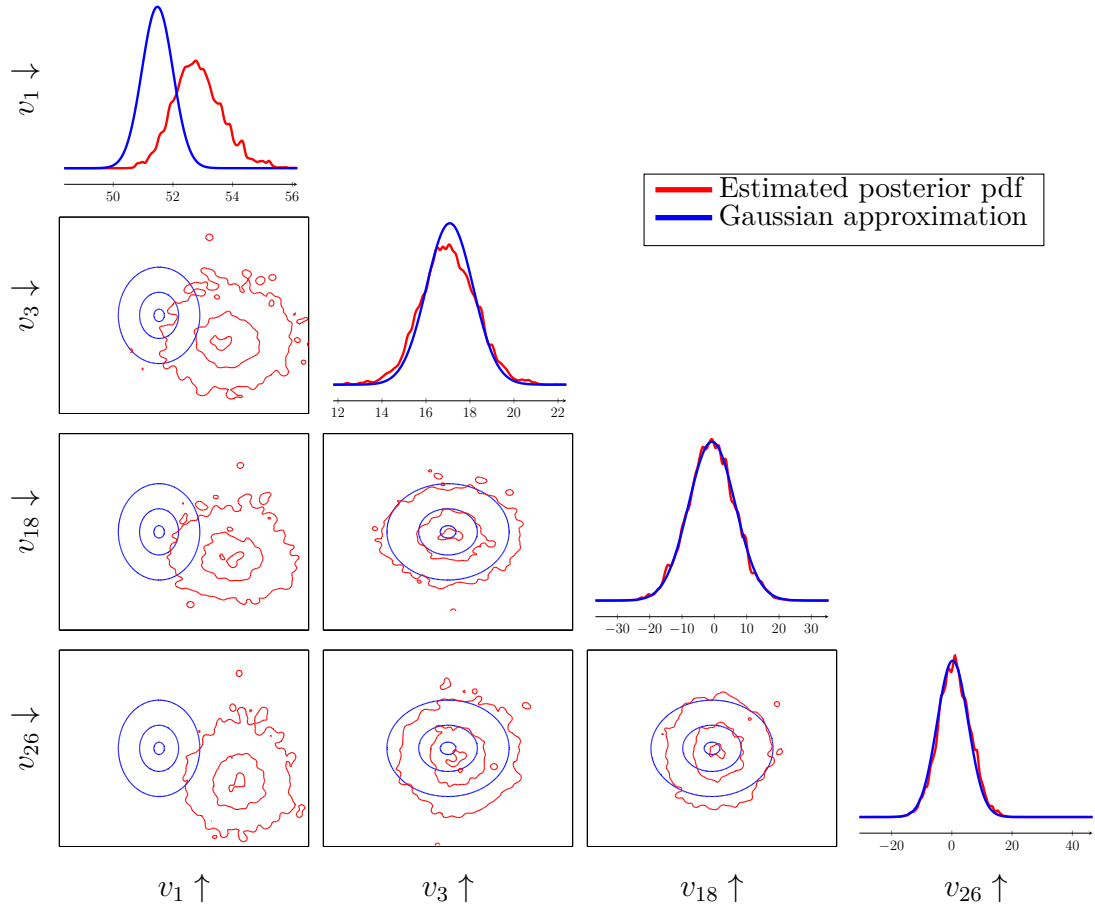 v₁ ↓
50 52 54 56
Estimated posterior pdf
Gaussian approximation
v₃ ↓
12 14 16 18 20 22
v₁₈ ↓
−30 −20 −10 0 10 20 30
v₂₆ ↓
−20 0 20 40
v₁ ↑ v₃ ↑ v₁₈ ↑ v₂₆ ↑